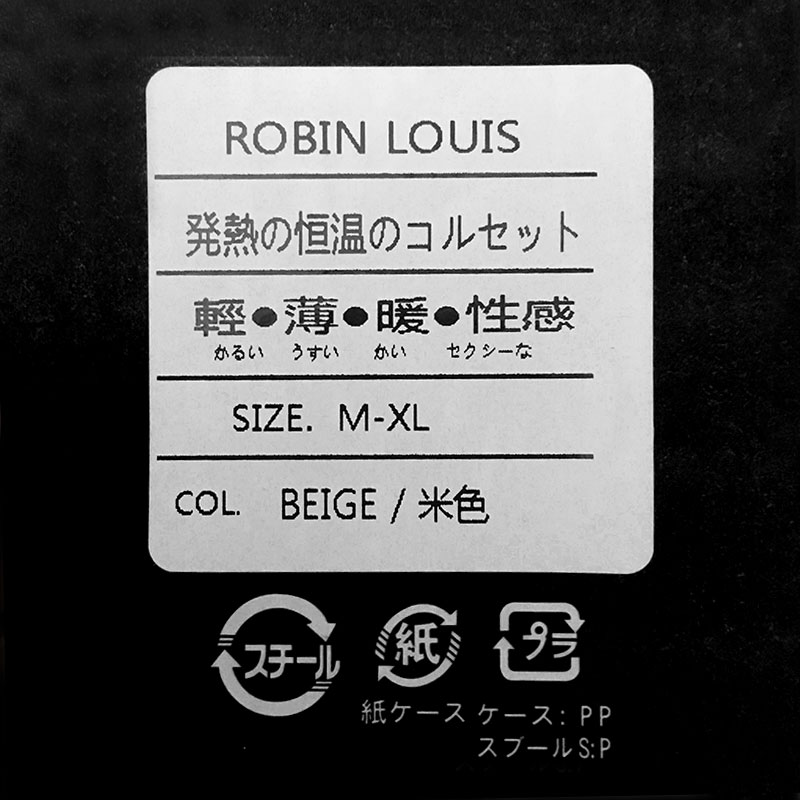 ROBIN LOUIS
発熱の恒温のコルセット
輕●薄●暖●性感
かるい うすい かい セクシーな
SIZE. M-XL
COL. BEIGE / 米色
スチール 紙 プラ
紙ケース ケース: PP
スプール S:P